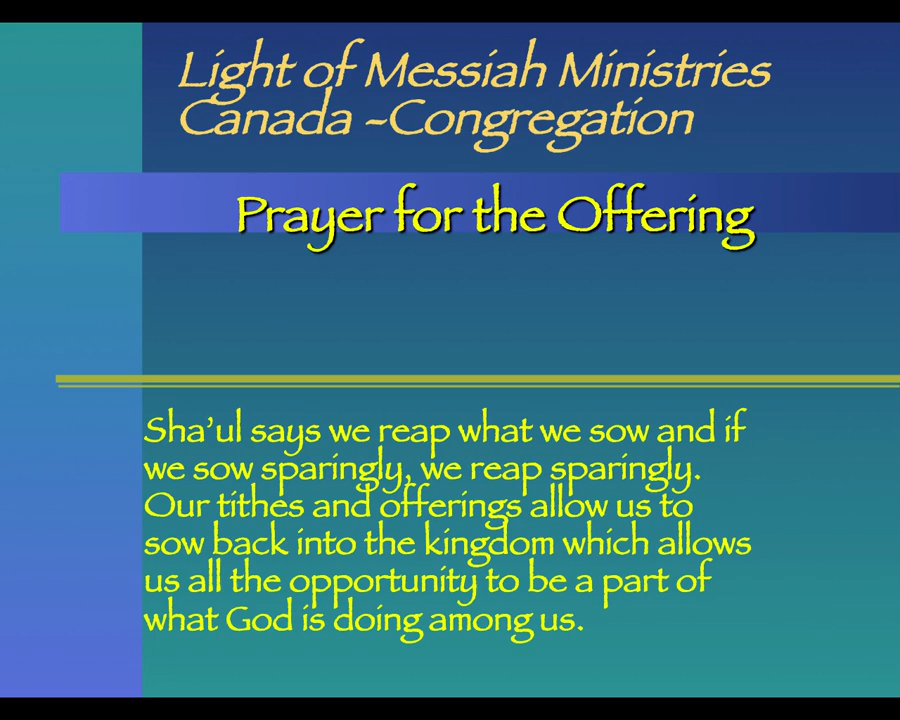 Light of Messiah Ministries
Canada -Congregation
Prayer for the Offering
Sha’ul says we reap what we sow and if
we sow sparingly, we reap sparingly.
Our tithes and offerings allow us to
sow back into the kingdom which allows
us all the opportunity to be a part of
what God is doing among us.